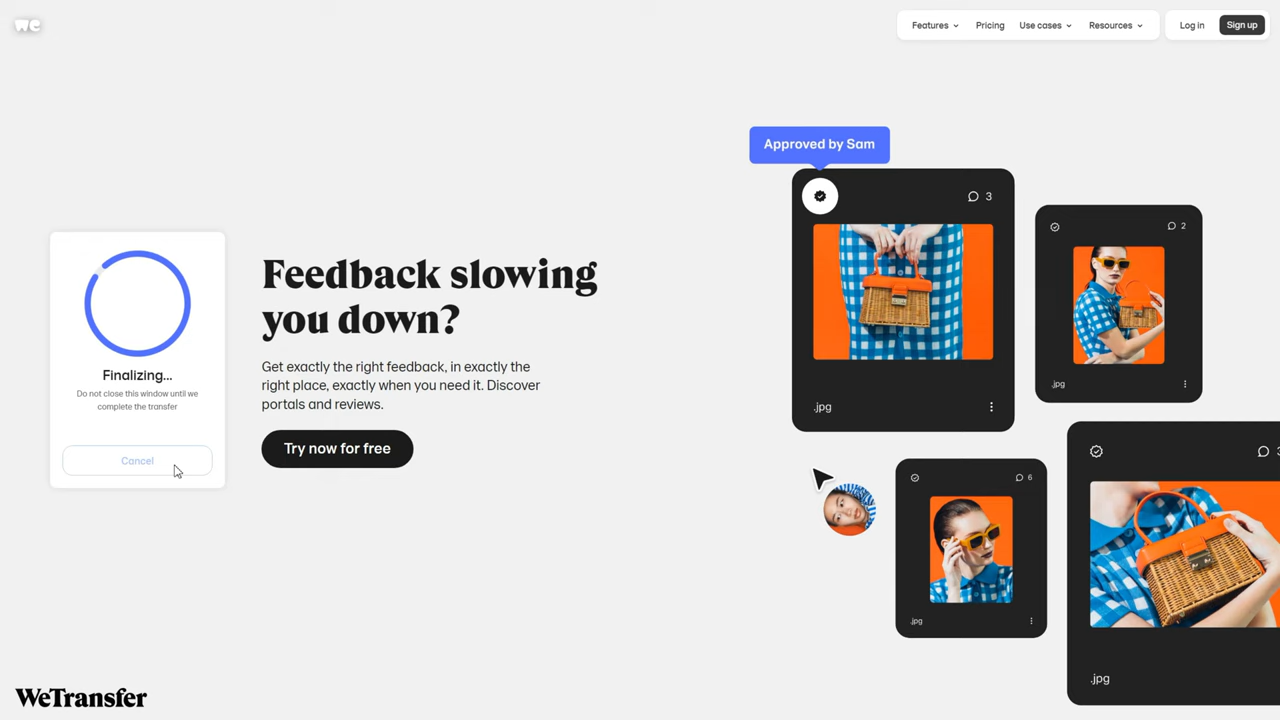 we
Features
Pricing
Use cases
Resources
Log in
Sign up
Approved by Sam
3
.jpg
2
.jpg
Finalizing...
Do not close this window until we
complete the transfer
Cancel
Feedback slowing
you down?
Get exactly the right feedback, in exactly the
right place, exactly when you need it. Discover
portals and reviews.
Try now for free
6
.jpg
.jpg
WeTransfer